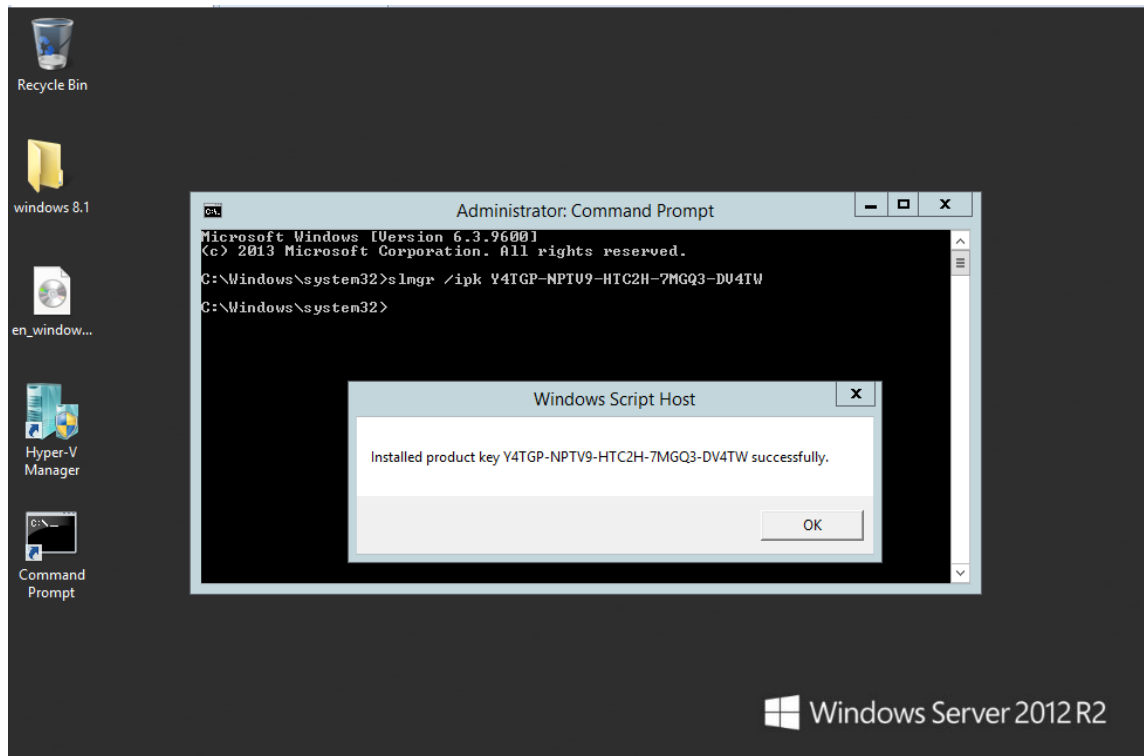 Recycle Bin
windows 8.1
en_window...
Hyper-V
Manager
Command
Prompt
Administrator: Command Prompt
Microsoft Windows [Version 6.3.9600]
(c) 2013 Microsoft Corporation. All rights reserved.
C:\Windows\system32>slmgr /ipk Y4TGP-NPTV9-HTC2H-7MGQ3-DV4TW
C:\Windows\system32>
Windows Script Host
Installed product key Y4TGP-NPTV9-HTC2H-7MGQ3-DV4TW successfully.
OK
Windows Server 2012 R2